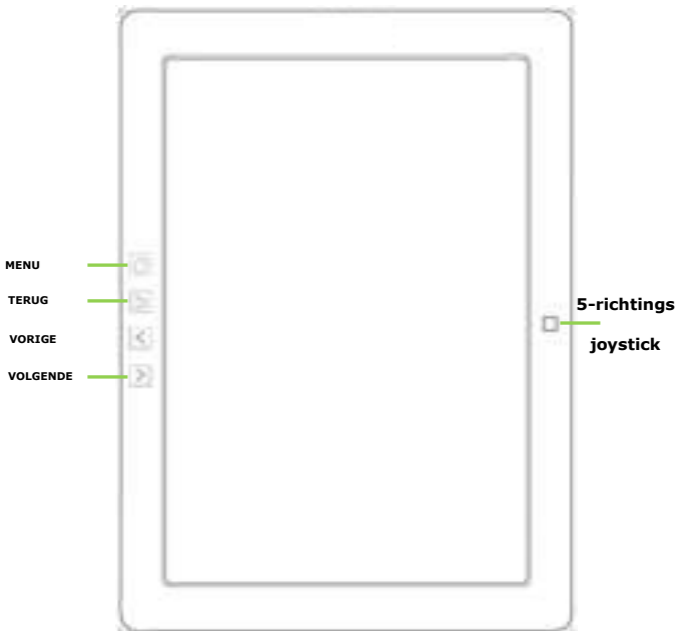 MENU
TERUG
VORIGE
VOLGENDE
5-richtings
joystick